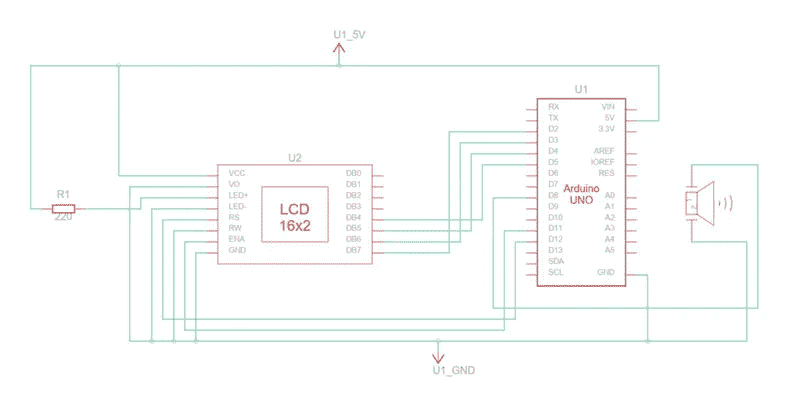 U1_5V
U1
RX
TX
D2
D3
D4
D5
D6
D7
D8
D9
D10
D11
D12
D13
SDA
SCL
Arduino
UNO
VIN
5V
3.3V
AREF
IOREF
RES
A0
A1
A2
A3
A4
A5
GND
U2
VCC
VO
LED+
LED-
RS
RW
ENA
GND
LCD
16x2
DB0
DB1
DB2
DB3
DB4
DB5
DB6
DB7
R1
220
U1_GND